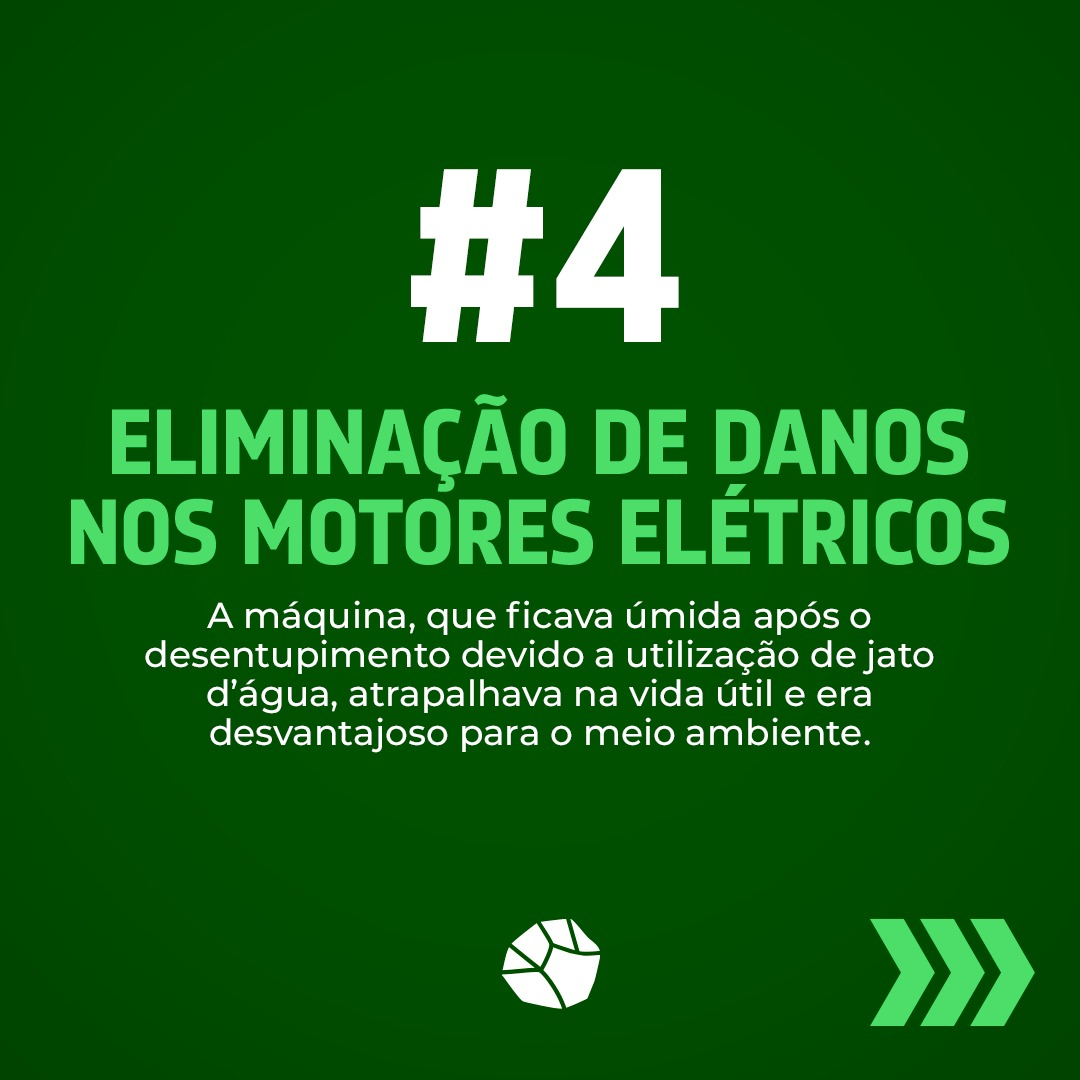 #4
ELIMINAÇÃO DE DANOS
NOS MOTORES ELÉTRICOS
A máquina, que ficava úmida após o
desentupimento devido a utilização de jato
d’água, atrapalhava na vida útil e era
desvantajoso para o meio ambiente.